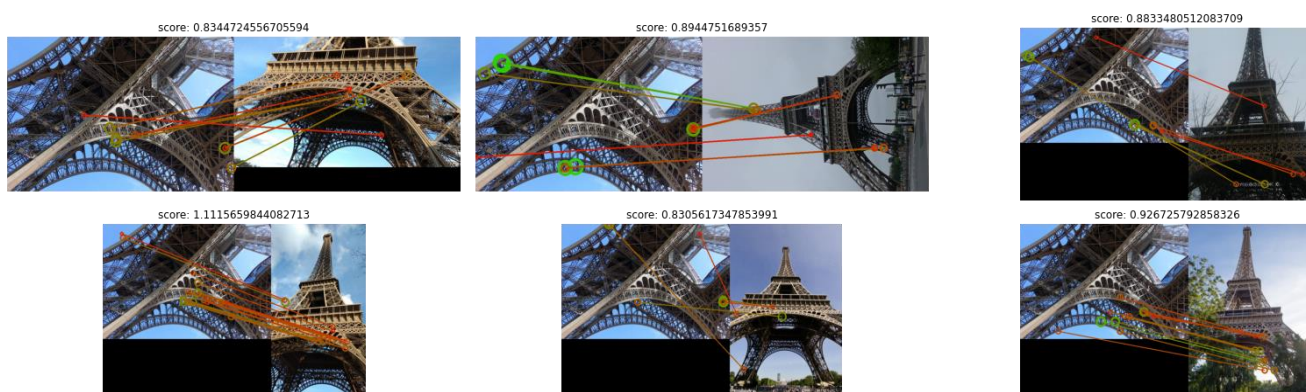 score: 0.8344724556705594
score: 0.8944751689357
score: 0.8833480512083709
score: 1.1115659844082713
score: 0.8305617347853991
score: 0.926725792858326